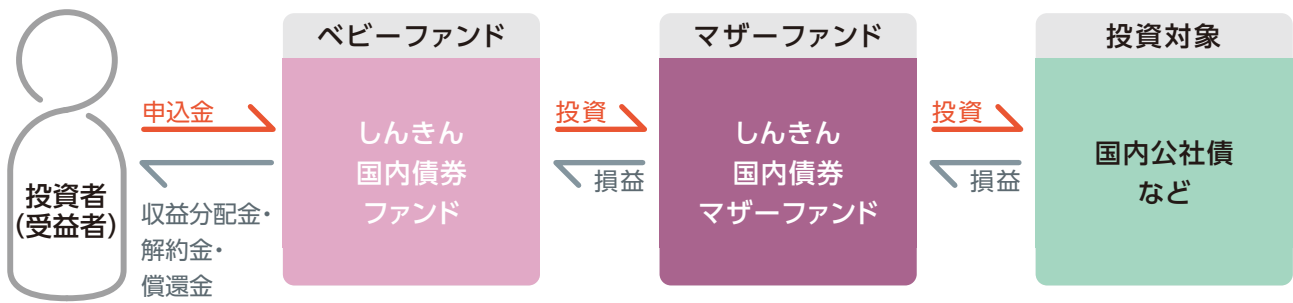 投資者
(受益者)
申込金
収益分配金・
解約金・
償還金
ベビーファンド
しんきん
国内債券
ファンド
投資
損益
マザーファンド
しんきん
国内債券
マザーファンド
投資
損益
投資対象
国内公社債
など